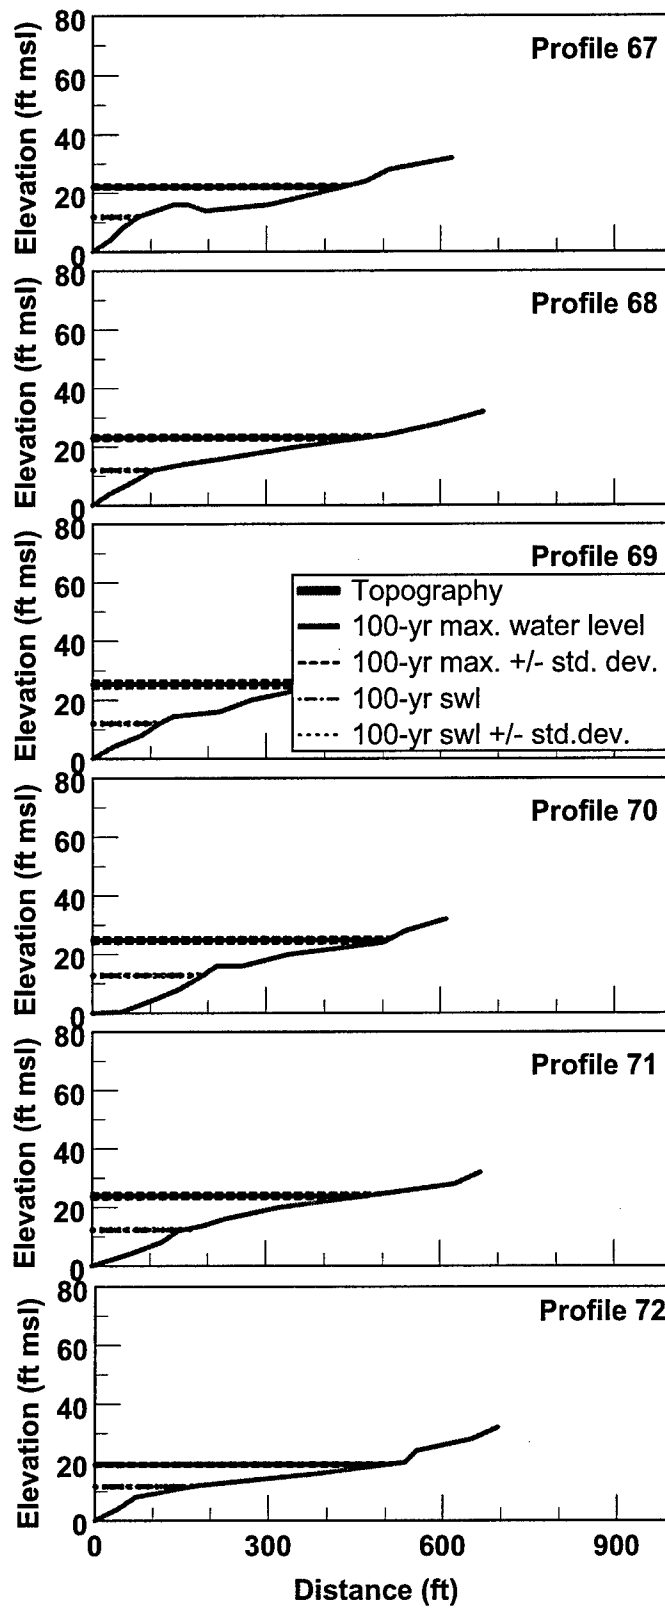 Profile 67
Elevation (ft msl)
80
60
40
20
0
Profile 68
Elevation (ft msl)
80
60
40
20
0
Profile 69
Elevation (ft msl)
80
60
40
20
0
Topography
100-yr max. water level
100-yr max. +/- std. dev.
100-yr swl
100-yr swl +/- std.dev.
Profile 70
Elevation (ft msl)
80
60
40
20
0
Profile 71
Elevation (ft msl)
80
60
40
20
0
Profile 72
Elevation (ft msl)
80
60
40
20
0
0 300 600 900
Distance (ft)